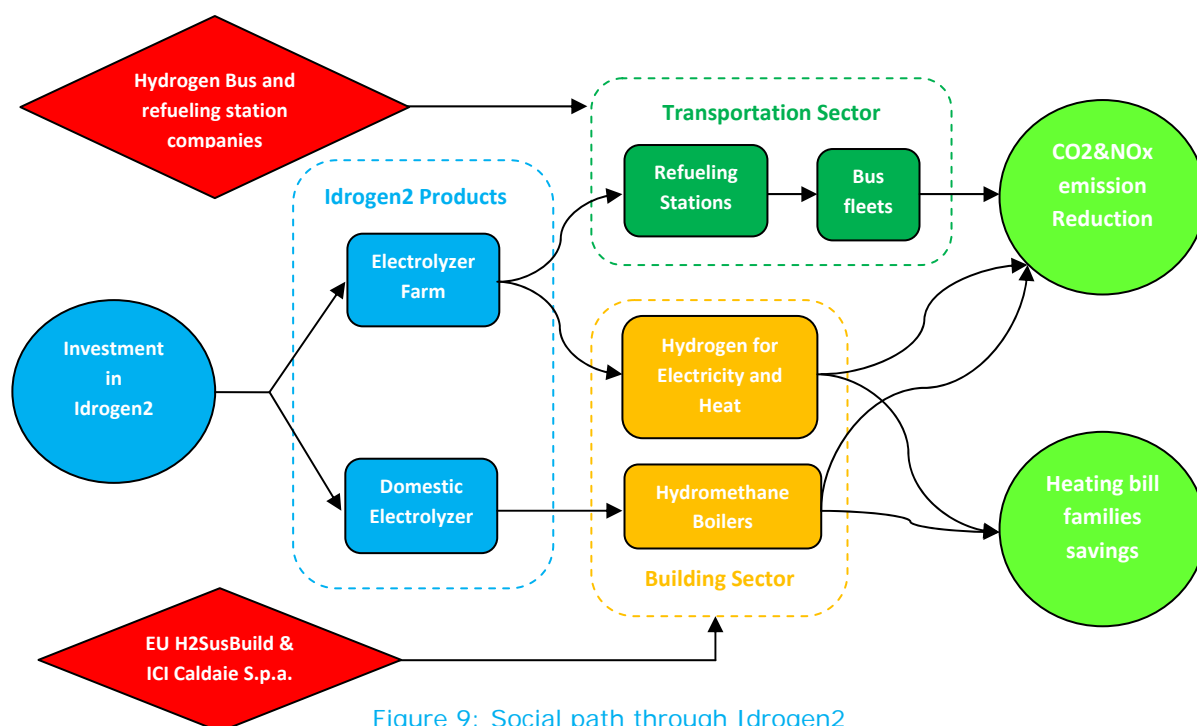 Hydrogen Bus and
refueling station
companies
Transportation Sector
Refueling
Stations
Bus
fleets
CO2&NOx
emission
Reduction
Idrogen2 Products
Electrolyzer
Farm
Investment
in
Idrogen2
Hydrogen for
Electricity and
Heat
Domestic
Electrolyzer
Hydromethane
Boilers
Building Sector
Heating bill
families
savings
EU H2SusBuild &
ICI Caldaie S.p.a.
Figure 9: Social path through Idrogen2